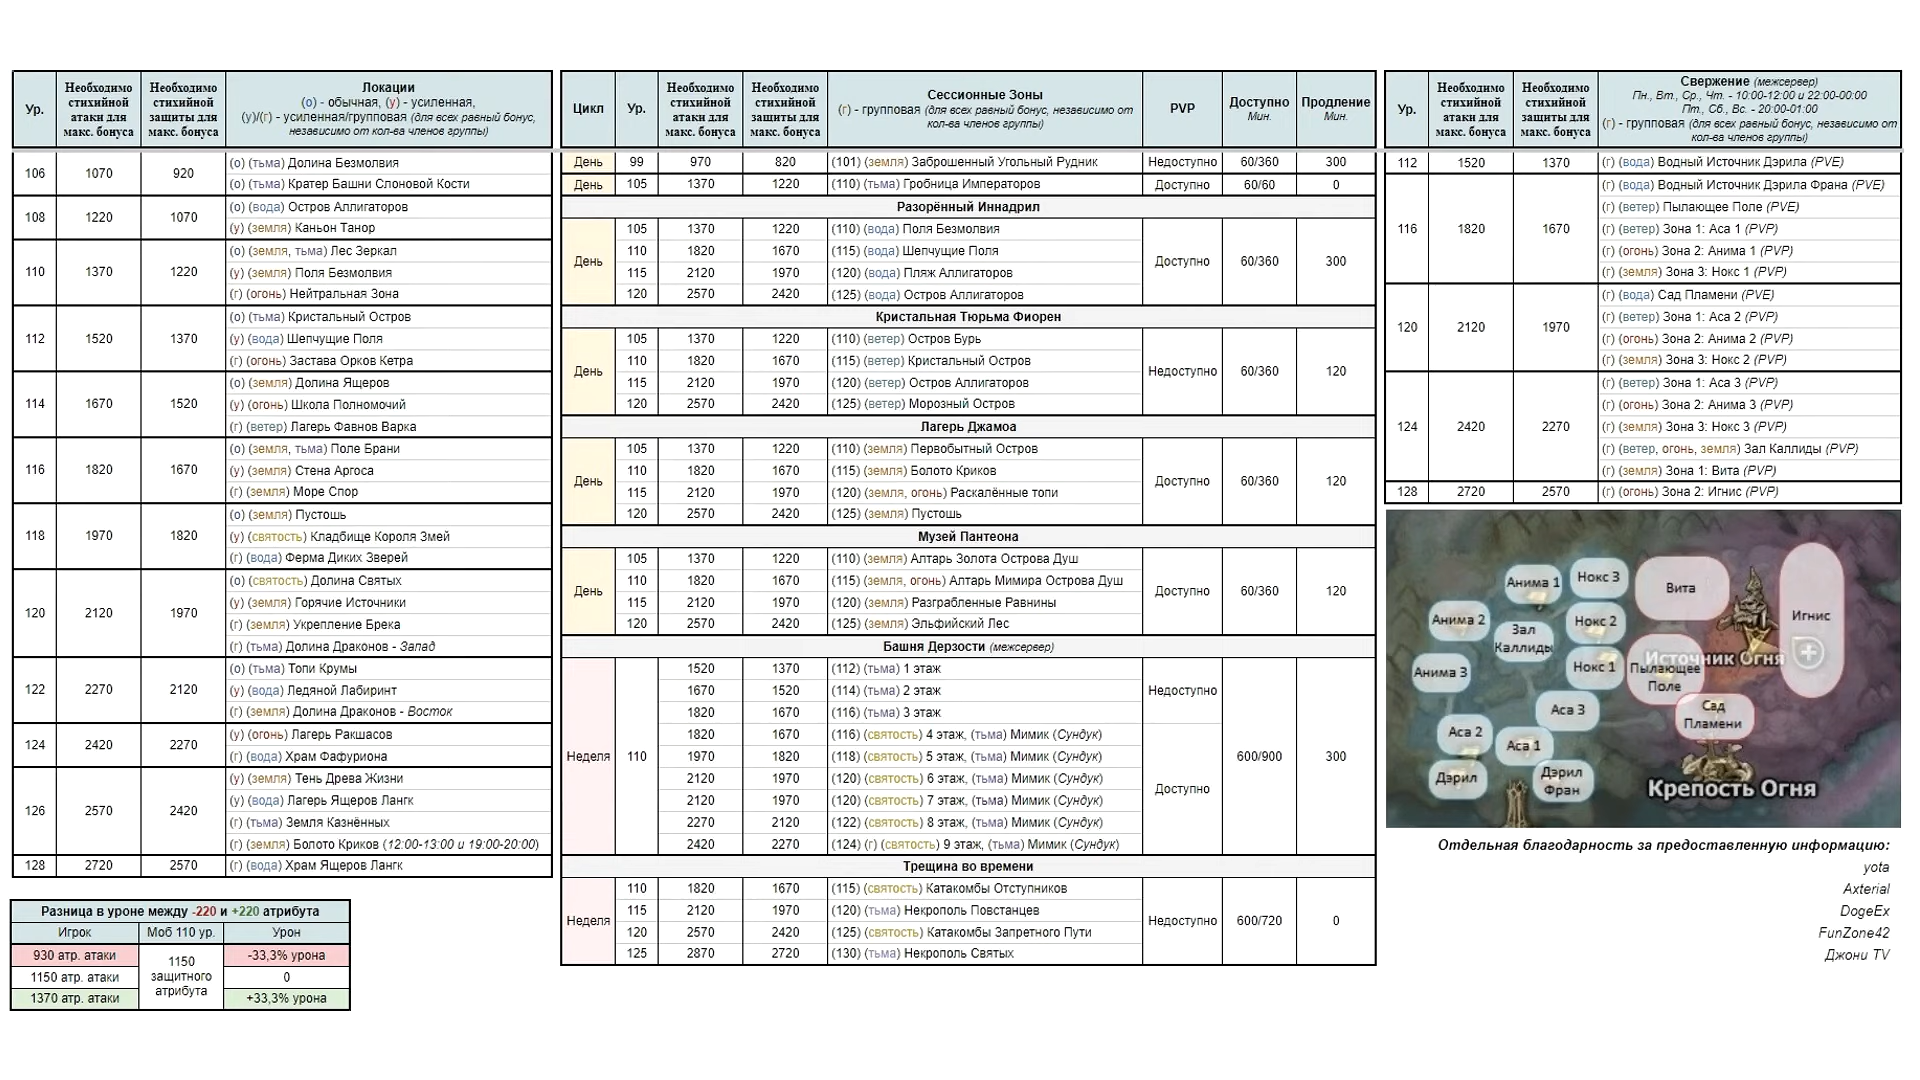 Ур.
Необходимо стихийной атаки для макс. бонуса
Необходимо стихийной защиты для макс. бонуса
Локации
(о) - обычная, (у) - усиленная,
(у)/(г) - усиленная/групповая (для всех равный бонус,
независимо от кол-ва членов группы)
106 1070 920 (о) (тьма) Долина Безмолвия
(о) (тьма) Кратер Башни Слоновой Кости
108 1220 1070 (о) (вода) Остров Аллигаторов
(у) (земля) Каньон Танор
110 1370 1220 (о) (земля, тьма) Лес Зеркал
(у) (земля) Поля Безмолвия
(г) (огонь) Нейтральная Зона
112 1520 1370 (о) (тьма) Кристальный Остров
(у) (вода) Шепчущие Поля
(г) (огонь) Застава Орков Кетра
114 1670 1520 (о) (земля) Долина Ящеров
(у) (огонь) Школа Полномочий
(г) (ветер) Лагерь Фавнов Варка
116 1820 1670 (о) (земля, тьма) Поле Брани
(у) (земля) Стена Аргоса
(г) (земля) Море Спор
118 1970 1820 (о) (земля) Пустошь
(у) (святость) Кладбище Короля Змей
(г) (вода) Ферма Диких Зверей
120 2120 1970 (о) (святость) Долина Святых
(у) (земля) Горячие Источники
(г) (земля) Укрепление Брека
(г) (тьма) Долина Драконов - Запад
122 2270 2120 (о) (тьма) Топи Крумы
(у) (вода) Ледяной Лабиринт
(г) (земля) Долина Драконов - Восток
124 2420 2270 (у) (огонь) Лагерь Ракшасов
(г) (вода) Храм Фафуриона
126 2570 2420 (у) (земля) Тень Древа Жизни
(у) (вода) Лагерь Ящеров Лангк
(г) (тьма) Земля Казнённых
(г) (земля) Болото Криков (12:00-13:00 и 19:00-20:00)
128 2720 2570 (г) (вода) Храм Ящеров Лангк
Разница в уроне между -220 и +220 атрибута
Игрок Моб 110 ур. Урон
930 атр. атаки -33,3% урона
1150 атр. атаки 1150 защитного атрибута 0
1370 атр. атаки +33,3% урона
Цикл
Ур.
Необходимо стихийной атаки для макс. бонуса
Необходимо стихийной защиты для макс. бонуса
Сессионные Зоны
(г) - групповая (для всех равный бонус, независимо от
кол-ва членов группы)
PVP
Доступно Мин.
Продление Мин.
День 99 970 820 (101) (земля) Заброшенный Угольный Рудник Недоступно 60/360 300
День 105 1370 1220 (110) (тьма) Гробница Императоров Доступно 60/60 0
Разорённый Иннадрил
День Доступно 60/360 300
105 1370 1220 (110) (вода) Поля Безмолвия
110 1820 1670 (115) (вода) Шепчущие Поля
115 2120 1970 (120) (вода) Пляж Аллигаторов
120 2570 2420 (125) (вода) Остров Аллигаторов
Кристальная Тюрьма Фиорен
День Недоступно 60/360 120
105 1370 1220 (110) (ветер) Остров Бурь
110 1820 1670 (115) (ветер) Кристальный Остров
115 2120 1970 (120) (ветер) Остров Аллигаторов
120 2570 2420 (125) (ветер) Морозный Остров
Лагерь Джамоа
День Доступно 60/360 120
105 1370 1220 (110) (земля) Первобытный Остров
110 1820 1670 (115) (земля) Болото Криков
115 2120 1970 (120) (земля, огонь) Раскалённые топи
120 2570 2420 (125) (земля) Пустошь
Музей Пантеона
День Доступно 60/360 120
105 1370 1220 (110) (земля) Алтарь Золота Острова Душ
110 1820 1670 (115) (земля, огонь) Алтарь Мимира Острова Душ
115 2120 1970 (120) (земля) Разграбленные Равнины
120 2570 2420 (125) (земля) Эльфийский Лес
Башня Дерзости (межсервер)
Неделя 110 600/900 300
1520 1370 (112) (тьма) 1 этаж
1670 1520 (114) (тьма) 2 этаж Недоступно
1820 1670 (116) (тьма) 3 этаж
1820 1670 (116) (святость) 4 этаж, (тьма) Мимик (Сундук)
1970 1820 (118) (святость) 5 этаж, (тьма) Мимик (Сундук)
2120 1970 (120) (святость) 6 этаж, (тьма) Мимик (Сундук)
Доступно
2120 1970 (120) (святость) 7 этаж, (тьма) Мимик (Сундук)
2270 2120 (122) (святость) 8 этаж, (тьма) Мимик (Сундук)
2420 2270 (124) (г) (святость) 9 этаж, (тьма) Мимик (Сундук)
Трещина во времени
Неделя Недоступно 600/720 0
110 1820 1670 (115) (святость) Катакомбы Отступников
115 2120 1970 (120) (тьма) Некрополь Повстанцев
120 2570 2420 (125) (святость) Катакомбы Запретного Пути
125 2870 2720 (130) (тьма) Некрополь Святых
Ур.
Необходимо стихийной атаки для макс. бонуса
Необходимо стихийной защиты для макс. бонуса
Свержение (межсервер)
Пн., Вт., Ср., Чт. - 10:00-12:00 и 22:00-00:00
Пт., Сб., Вс. - 20:00-01:00
(г) - групповая (для всех равный бонус, независимо от
кол-ва членов группы)
112 1520 1370 (г) (вода) Водный Источник Дэрила (PVE)
116 1820 1670 (г) (вода) Водный Источник Дэрила Франа (PVE)
(г) (ветер) Пылающее Поле (PVE)
(г) (ветер) Зона 1: Аса 1 (PVP)
(г) (огонь) Зона 2: Анима 1 (PVP)
(г) (земля) Зона 3: Нокс 1 (PVP)
120 2120 1970 (г) (вода) Сад Пламени (PVE)
(г) (ветер) Зона 1: Аса 2 (PVP)
(г) (огонь) Зона 2: Анима 2 (PVP)
(г) (земля) Зона 3: Нокс 2 (PVP)
124 2420 2270 (г) (ветер) Зона 1: Аса 3 (PVP)
(г) (огонь) Зона 2: Анима 3 (PVP)
(г) (земля) Зона 3: Нокс 3 (PVP)
(г) (ветер, огонь, земля) Зал Каллиды (PVP)
(г) (земля) Зона 1: Вита (PVP)
128 2720 2570 (г) (огонь) Зона 2: Игнис (PVP)
Анима 1
Нокс 3
Вита
Игнис
Анима 2
Зал Каллиды
Нокс 2
Источник Огня
Анима 3
Нокс 1
Пылающее Поле
Аса 3
Сад Пламени
Аса 2
Аса 1
Дэрил
Дэрил Фран
Крепость Огня
Отдельная благодарность за предоставленную информацию:
yota
Axterial
DogeEx
FunZone42
Джони TV